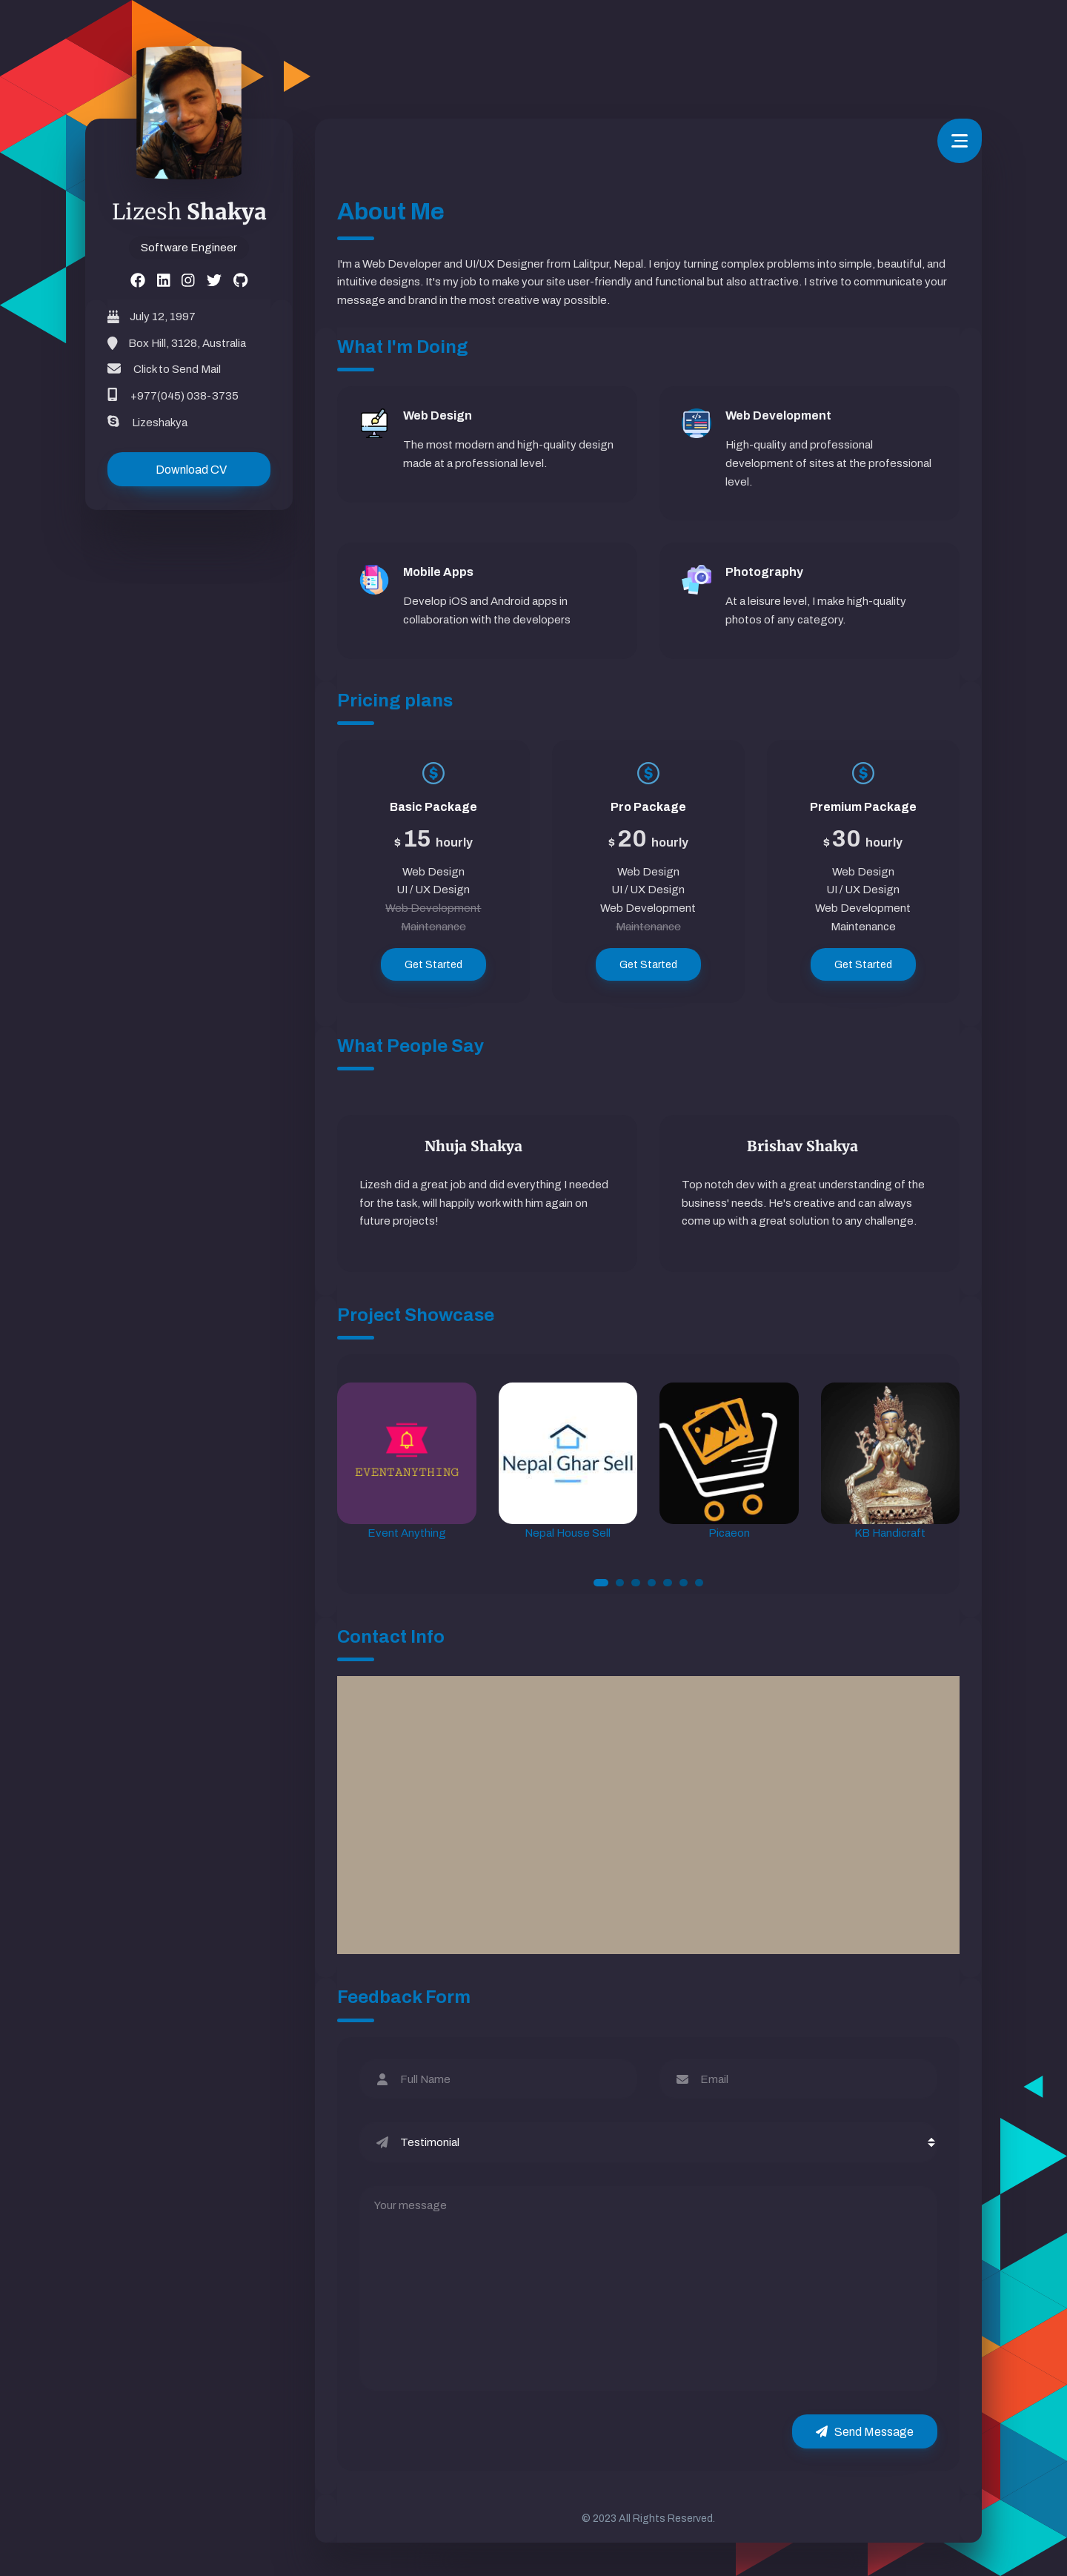 Lizesh Shakya
Software Engineer
July 12, 1997
Box Hill, 3128, Australia
Click to Send Mail
+977(045) 038-3735
Lizeshakya
Download CV
About Me
I'm a Web Developer and UI/UX Designer from Lalitpur, Nepal. I enjoy turning complex problems into simple, beautiful, and
intuitive designs. It's my job to make your site user-friendly and functional but also attractive. I strive to communicate your
message and brand in the most creative way possible.
What I'm Doing
Web Design
The most modern and high-quality design
made at a professional level.
Web Development
High-quality and professional
development of sites at the professional
level.
Mobile Apps
Develop iOS and Android apps in
collaboration with the developers
Photography
At a leisure level, I make high-quality
photos of any category.
Pricing plans
Basic Package
$ 15 hourly
Web Design
UI / UX Design
Web Development
Maintenance
Get Started
Pro Package
$ 20 hourly
Web Design
UI / UX Design
Web Development
Maintenance
Get Started
Premium Package
$ 30 hourly
Web Design
UI / UX Design
Web Development
Maintenance
Get Started
What People Say
Nhuja Shakya
Lizesh did a great job and did everything I needed
for the task, will happily work with him again on
future projects!
Brishav Shakya
Top notch dev with a great understanding of the
business' needs. He's creative and can always
come up with a great solution to any challenge.
Project Showcase
EVENTANYTHING
Event Anything
Nepal Ghar Sell
Nepal House Sell
Picaeon
KB Handicraft
Contact Info
Feedback Form
Full Name
Email
Testimonial
Your message
Send Message
© 2023 All Rights Reserved.